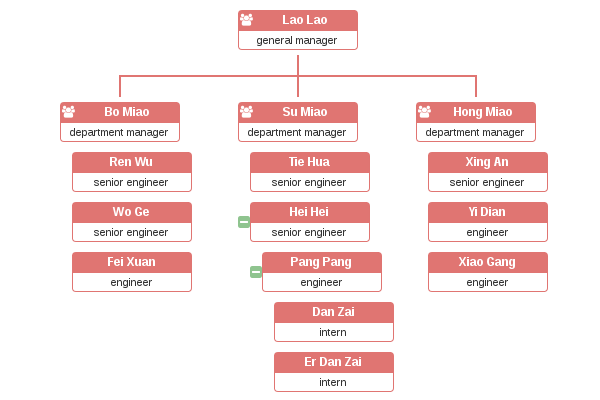 Lao Lao
general manager
Bo Miao
department manager
Ren Wu
senior engineer
Wo Ge
senior engineer
Fei Xuan
engineer
Su Miao
department manager
Tie Hua
senior engineer
Hei Hei
senior engineer
Pang Pang
engineer
Dan Zai
intern
Er Dan Zai
intern
Hong Miao
department manager
Xing An
senior engineer
Yi Dian
engineer
Xiao Gang
engineer